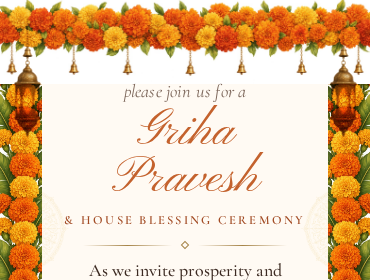 please join us for a
Griha
Pravesh
& HOUSE BLESSING CEREMONY
As we invite prosperity and